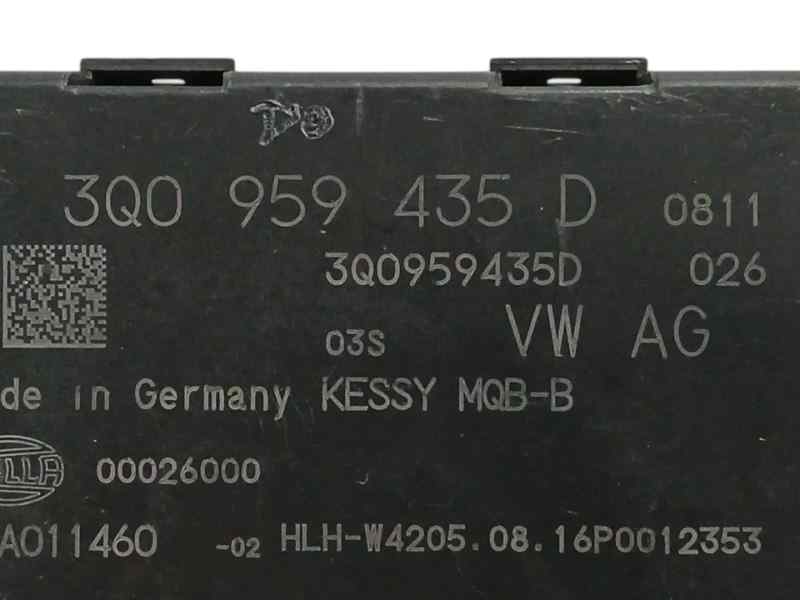 3Q0 959 435 D 0811
3Q0959435D 026
03S VW AG
de in Germany KESSY MQB-B
LLA 00026000
A011460 -02 HLH-W4205.08.16P0012353